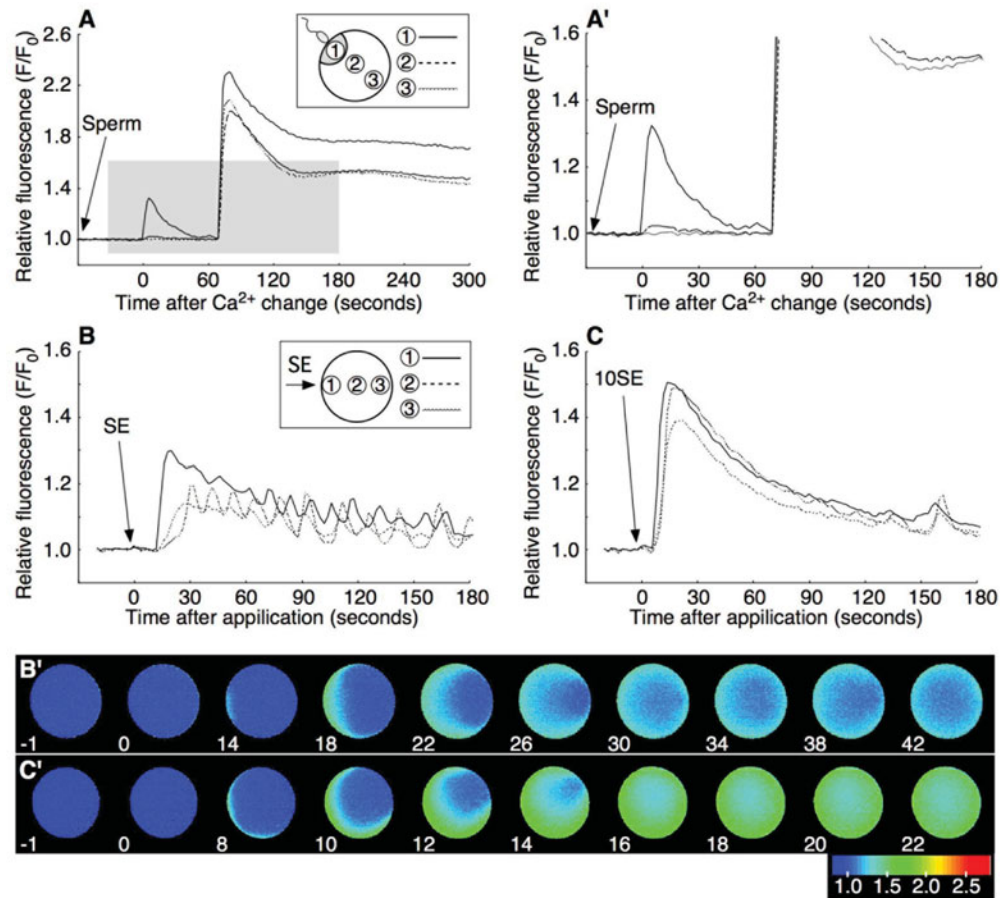 A
Relative fluorescence (F/F0)
2.6
2.2
1.8
1.4
1.0
Sperm
① 
② 
③ 
①
②
③
0 60 120 180 240 300
Time after Ca2+ change (seconds)
A'
Relative fluorescence (F/F0)
1.6
1.4
1.2
1.0
Sperm
0 30 60 90 120 150 180
Time after Ca2+ change (seconds)
B
Relative fluorescence (F/F0)
1.6
1.4
1.2
1.0
SE
SE
① ② ③
①
②
③
0 30 60 90 120 150 180
Time after appilication (seconds)
C
Relative fluorescence (F/F0)
1.6
1.4
1.2
1.0
10SE
0 30 60 90 120 150 180
Time after appilication (seconds)
B'
-1 0 14 18 22 26 30 34 38 42
C'
-1 0 8 10 12 14 16 18 20 22
1.0 1.5 2.0 2.5